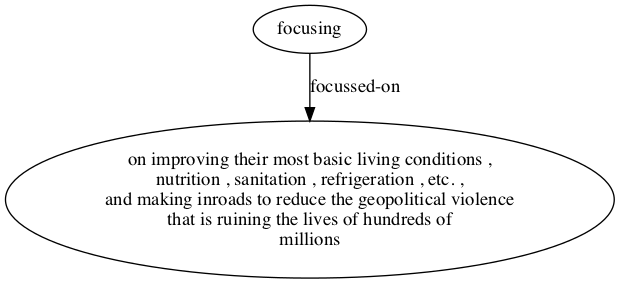 focusing
focussed-on
on improving their most basic living conditions ,
nutrition , sanitation , refrigeration , etc. ,
and making inroads to reduce the geopolitical violence
that is ruining the lives of hundreds of
millions